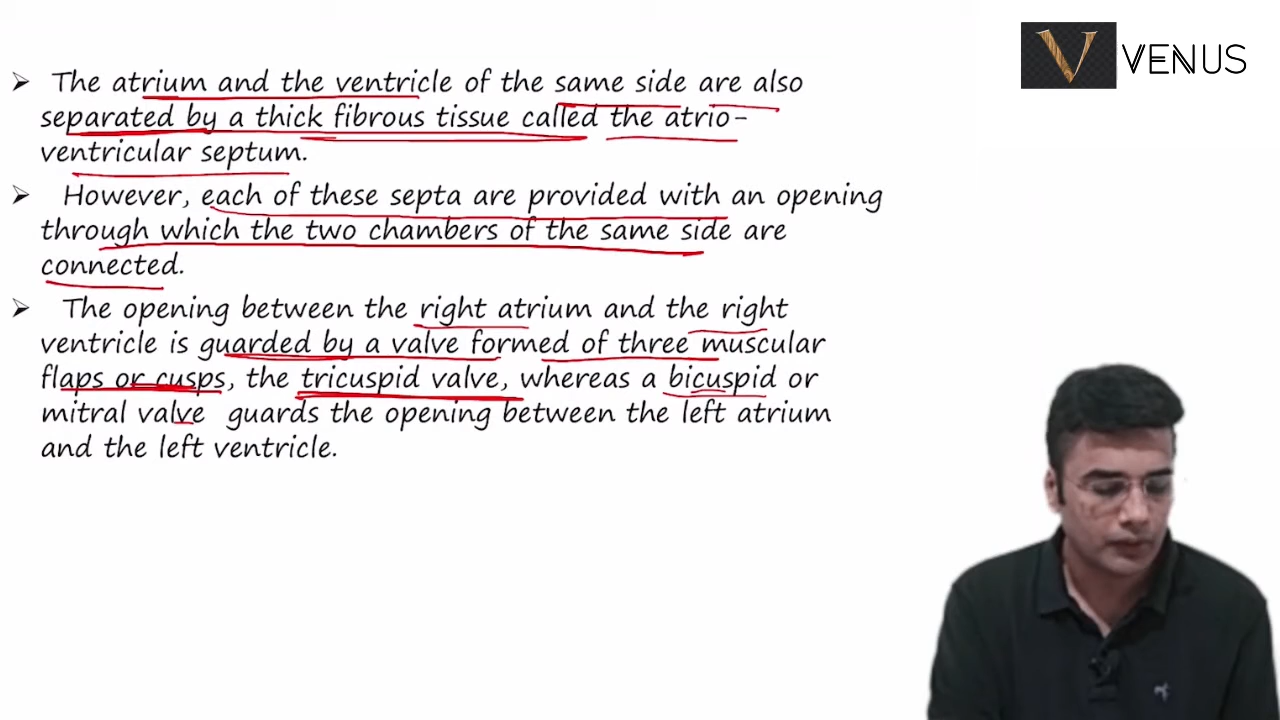 V VENUS
➢ The atrium and the ventricle of the same side are also
separated by a thick fibrous tissue called the atrio-
ventricular septum.
➢ However, each of these septa are provided with an opening
through which the two chambers of the same side are
connected.
➢ The opening between the right atrium and the right
ventricle is guarded by a valve formed of three muscular
flaps or cusps, the tricuspid valve, whereas a bicuspid or
mitral valve guards the opening between the left atrium
and the left ventricle.